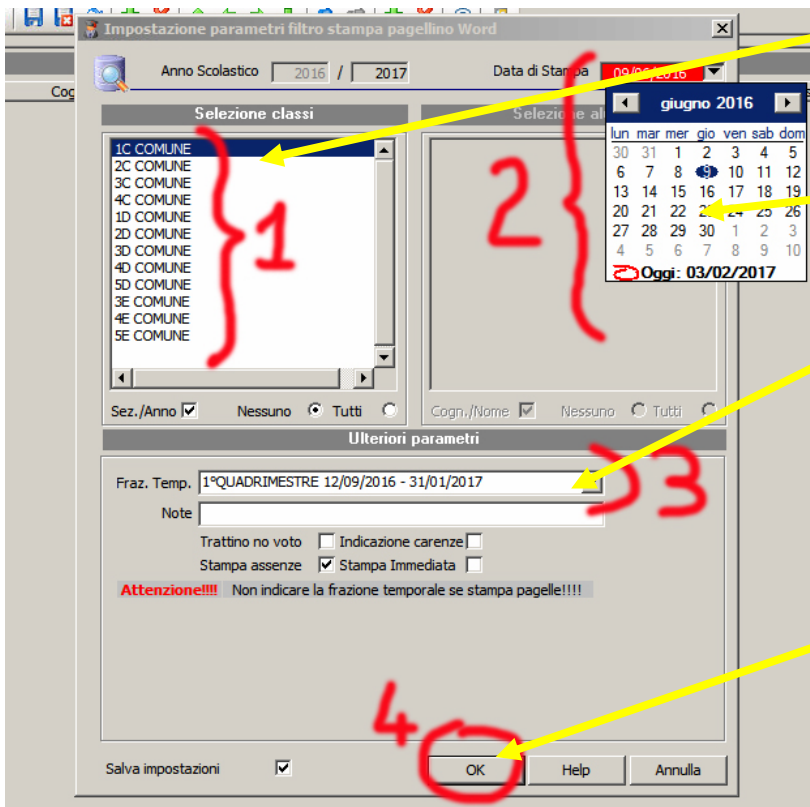 Impostazione parametri filtro stampa pagellino Word
Anno Scolastico 2016 / 2017 Data di Stampa 09/06/2016
Cog
Selezione classi
Selezione al
giugno 2016
lun mar mer gio ven sab dom
30 31 1 2 3 4 5
6 7 8 9 10 11 12
13 14 15 16 17 18 19
20 21 22 23 24 25 26
27 28 29 30 1 2 3
4 5 6 7 8 9 10
Oggi: 03/02/2017
1C COMUNE
2C COMUNE
3C COMUNE
4C COMUNE
1D COMUNE
2D COMUNE
3D COMUNE
4D COMUNE
5D COMUNE
3E COMUNE
4E COMUNE
5E COMUNE
1
2
Sez./Anno Nessuno Tutti
Cogn./Nome Nessuno Tutti
Ulteriori parametri
Fraz. Temp. 1°QUADRIMESTRE 12/09/2016 - 31/01/2017
3
Note
Trattino no voto Indicazione carenze
Stampa assenze Stampa Immediata
Attenzione!!!! Non indicare la frazione temporale se stampa pagelle!!!!
4
Salva impostazioni OK Help Annulla